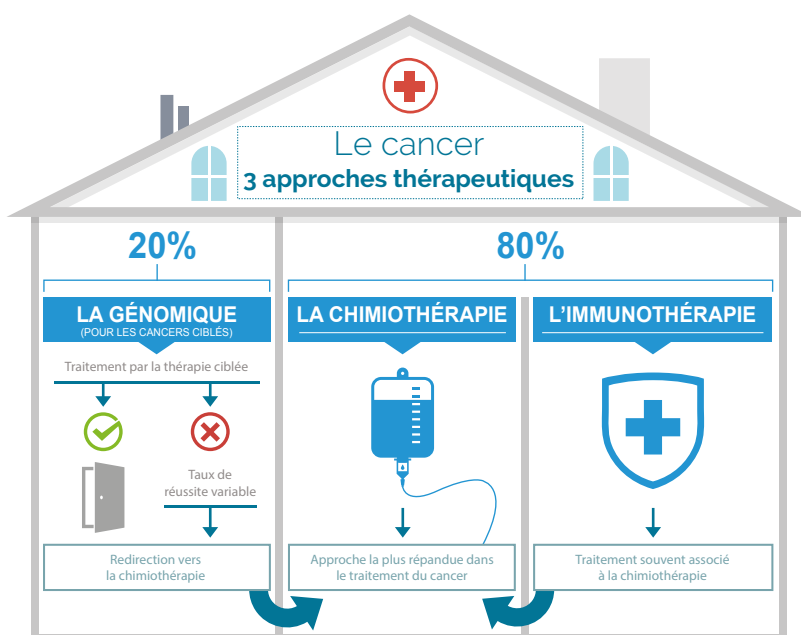 Le cancer
3 approches thérapeutiques
20%
80%
LA GÉNOMIQUE
(POUR LES CANCERS CIBLÉS)
Traitement par la thérapie ciblée
Taux de
réussite variable
Redirection vers
la chimiothérapie
LA CHIMIOTHÉRAPIE
Approche la plus répandue dans
le traitement du cancer
L'IMMUNOTHÉRAPIE
Traitement souvent associé
à la chimiothérapie